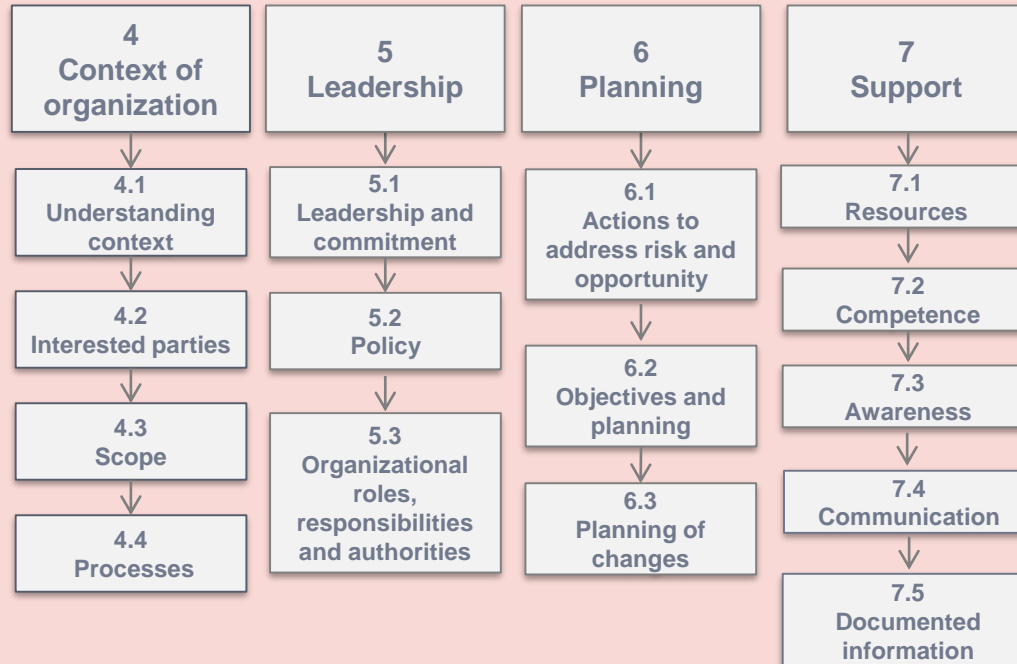 4
Context of
organization
4.1
Understanding
context
4.2
Interested parties
4.3
Scope
4.4
Processes
5
Leadership
5.1
Leadership and
commitment
5.2
Policy
5.3
Organizational
roles,
responsibilities
and authorities
6
Planning
6.1
Actions to
address risk and
opportunity
6.2
Objectives and
planning
6.3
Planning of
changes
7
Support
7.1
Resources
7.2
Competence
7.3
Awareness
7.4
Communication
7.5
Documented
information